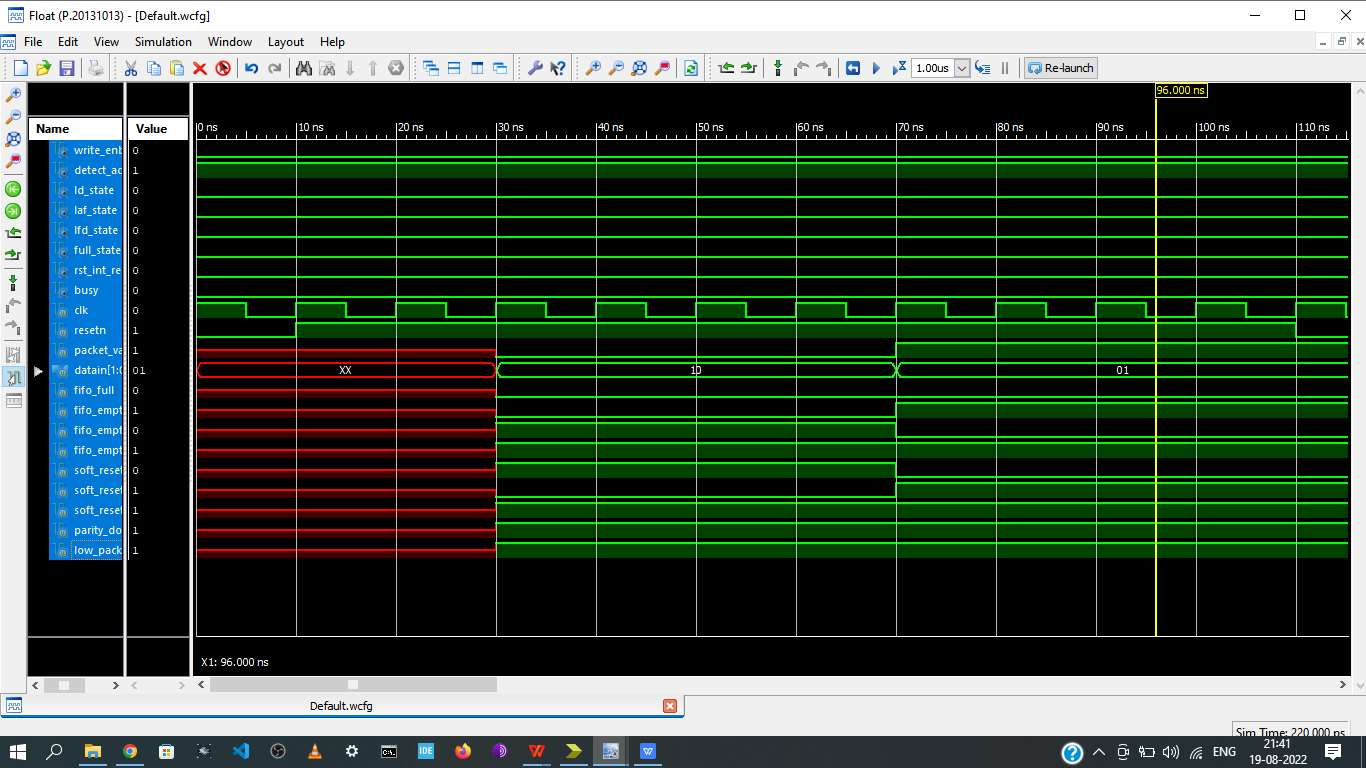 Float (P.20131013) - [Default.wcfg]
File Edit View Simulation Window Layout Help
1.00us Re-launch
96.000 ns
Name Value 0 ns 10 ns 20 ns 30 ns 40 ns 50 ns 60 ns 70 ns 80 ns 90 ns 100 ns 110 ns
write_enb 0
detect_ad 1
ld_state 0
laf_state 0
lfd_state 0
full_state 0
rst_int_re 0
busy 0
clk 0
resetn 1
packet_va 1
datain[1:0 01 XX 10 01
fifo_full 0
fifo_empt 1
fifo_empt 0
fifo_empt 1
soft_reset 0
soft_reset 1
soft_reset 1
parity_do 1
low_pack 1
X1: 96.000 ns
Default.wcfg
Sim Time: 220.000 ns
IDE W W ENG 21:41
19-08-2022